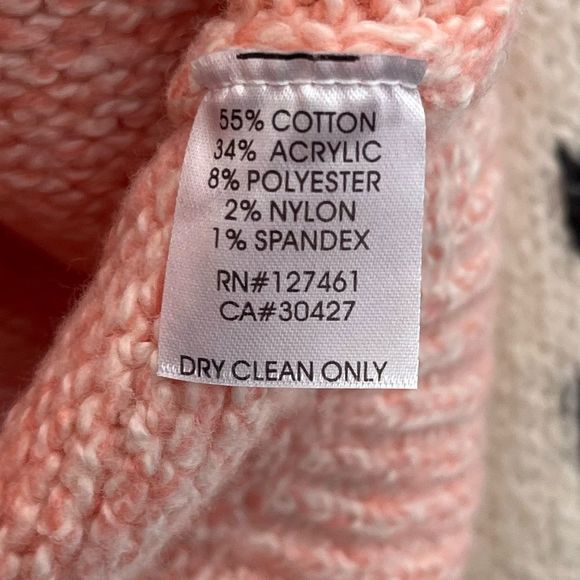 55% COTTON
34% ACRYLIC
8% POLYESTER
2% NYLON
1% SPANDEX
RN#127461
CA#30427
DRY CLEAN ONLY